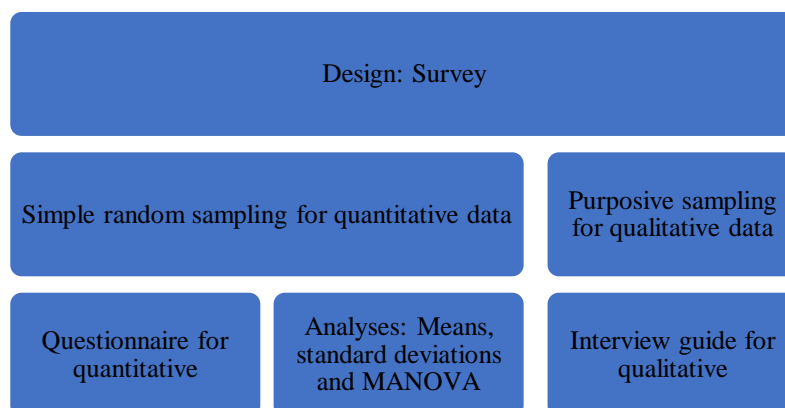 Design: Survey
Simple random sampling for quantitative data
Purposive sampling
for qualitative data
Questionnaire for
quantitative
Analyses: Means,
standard deviations
and MANOVA
Interview guide for
qualitative